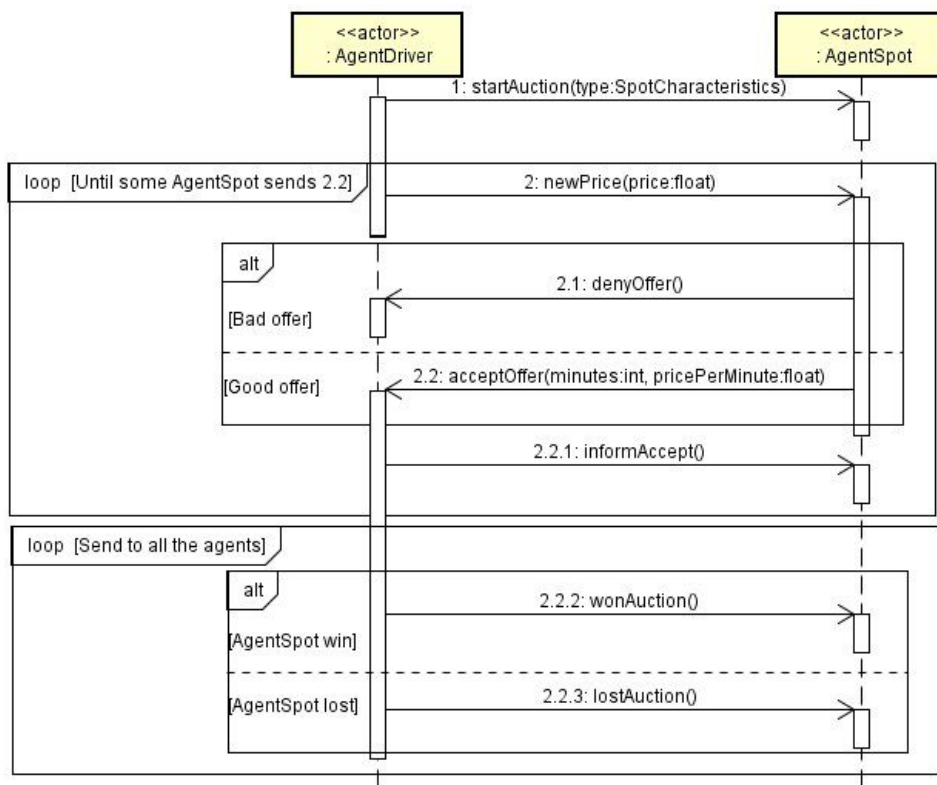 <<actor>>
: AgentDriver
<<actor>>
: AgentSpot
1: startAuction(type:SpotCharacteristics)
loop [Until some AgentSpot sends 2.2]
2: newPrice(price:float)
alt
2.1: denyOffer()
[Bad offer]
2.2: acceptOffer(minutes:int, pricePerMinute:float)
[Good offer]
2.2.1: informAccept()
loop [Send to all the agents]
alt
2.2.2: wonAuction()
[AgentSpot win]
2.2.3: lostAuction()
[AgentSpot lost]